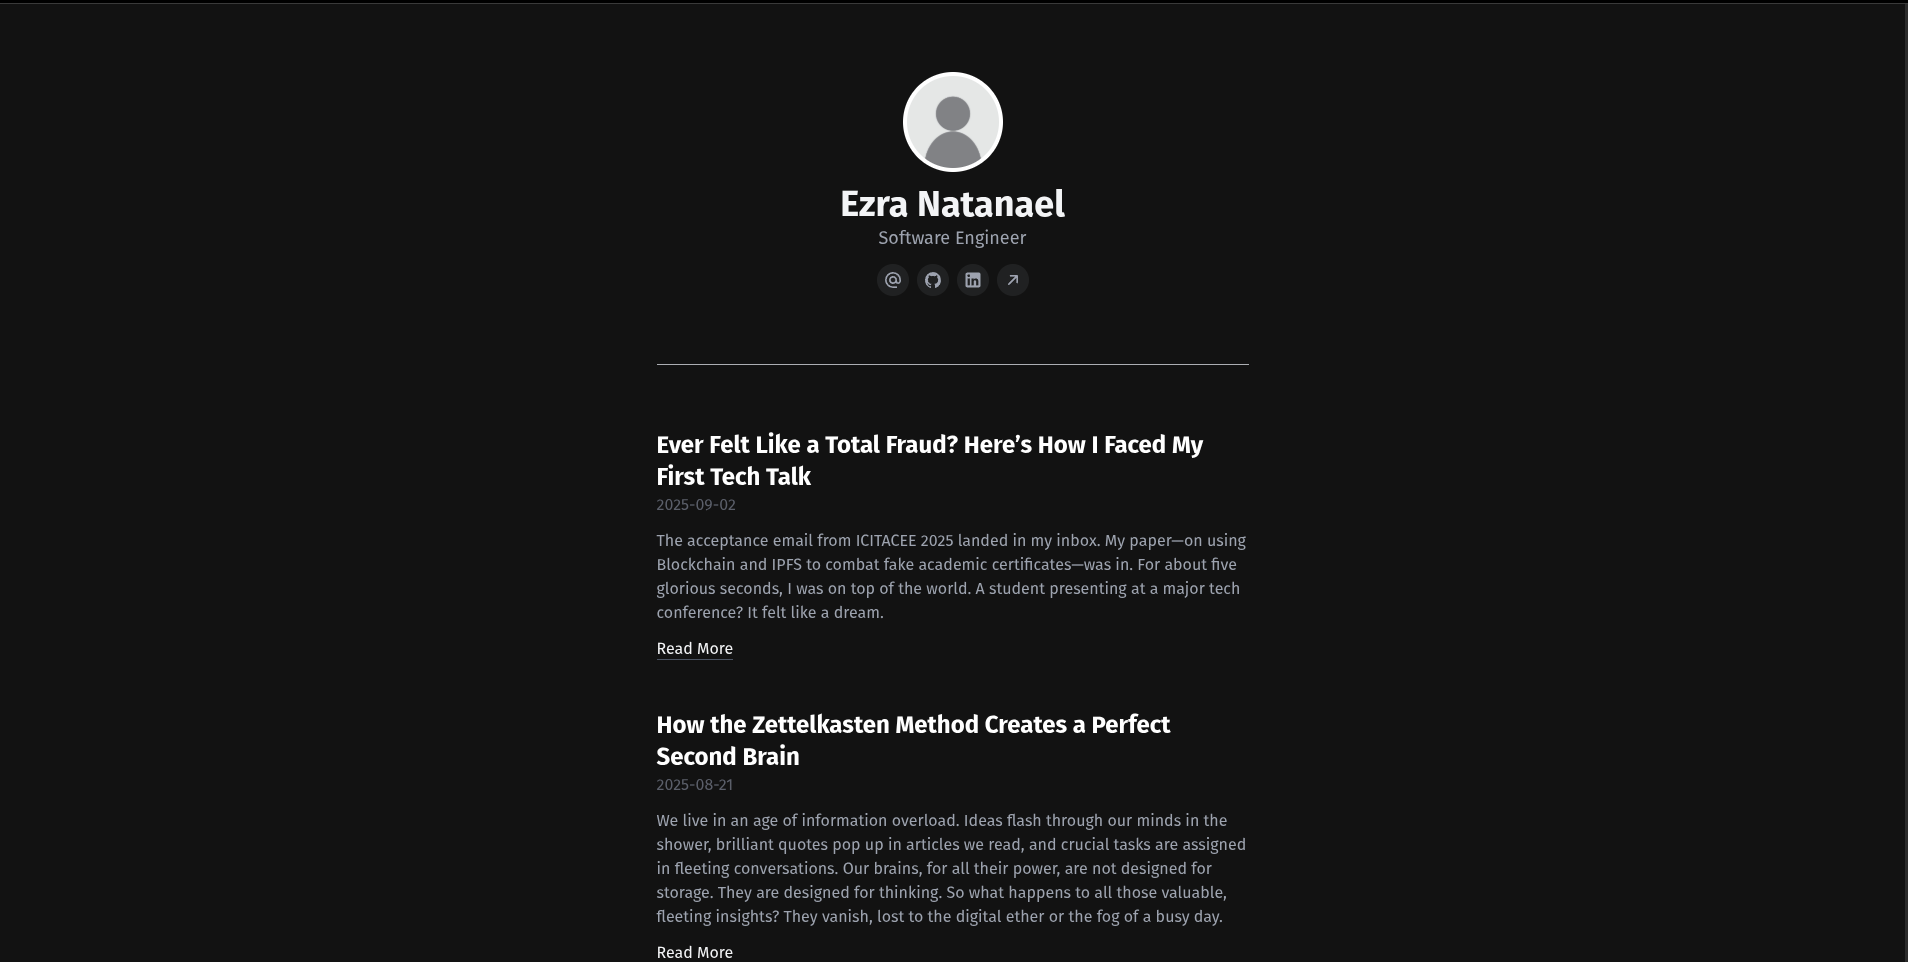 Ezra Natanael
Software Engineer
Ever Felt Like a Total Fraud? Here’s How I Faced My
First Tech Talk
2025-09-02
The acceptance email from ICITACEE 2025 landed in my inbox. My paper—on using
Blockchain and IPFS to combat fake academic certificates—was in. For about five
glorious seconds, I was on top of the world. A student presenting at a major tech
conference? It felt like a dream.
Read More
How the Zettelkasten Method Creates a Perfect
Second Brain
2025-08-21
We live in an age of information overload. Ideas flash through our minds in the
shower, brilliant quotes pop up in articles we read, and crucial tasks are assigned
in fleeting conversations. Our brains, for all their power, are not designed for
storage. They are designed for thinking. So what happens to all those valuable,
fleeting insights? They vanish, lost to the digital ether or the fog of a busy day.
Read More